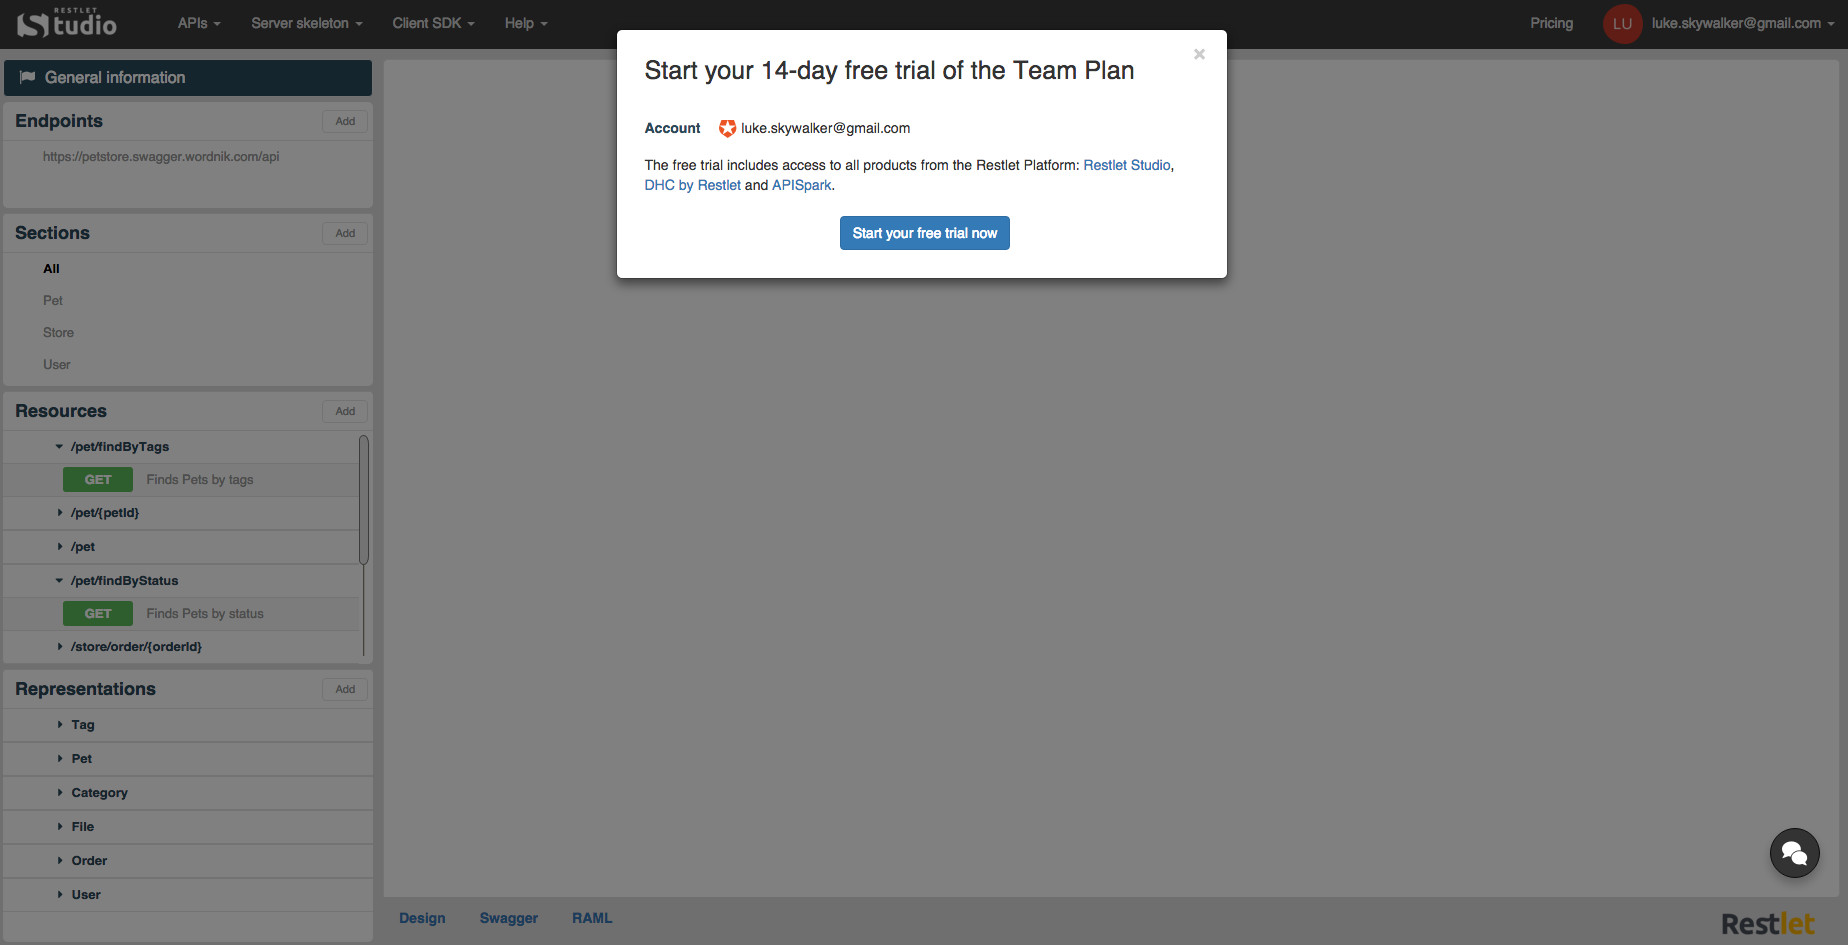 RESTLET
Studio
APIs
Server skeleton
Client SDK
Help
Pricing
LU
luke.skywalker@gmail.com
General information
Endpoints
Add
https://petstore.swagger.wordnik.com/api
Sections
Add
All
Pet
Store
User
Resources
Add
/pet/findByTags
GET Finds Pets by tags
/pet/{petId}
/pet
/pet/findByStatus
GET Finds Pets by status
/store/order/{orderId}
Representations
Add
Tag
Pet
Category
File
Order
User
Start your 14-day free trial of the Team Plan
×
Account luke.skywalker@gmail.com
The free trial includes access to all products from the Restlet Platform: Restlet Studio,
DHC by Restlet and APISpark.
Start your free trial now
Design
Swagger
RAML
Restlet